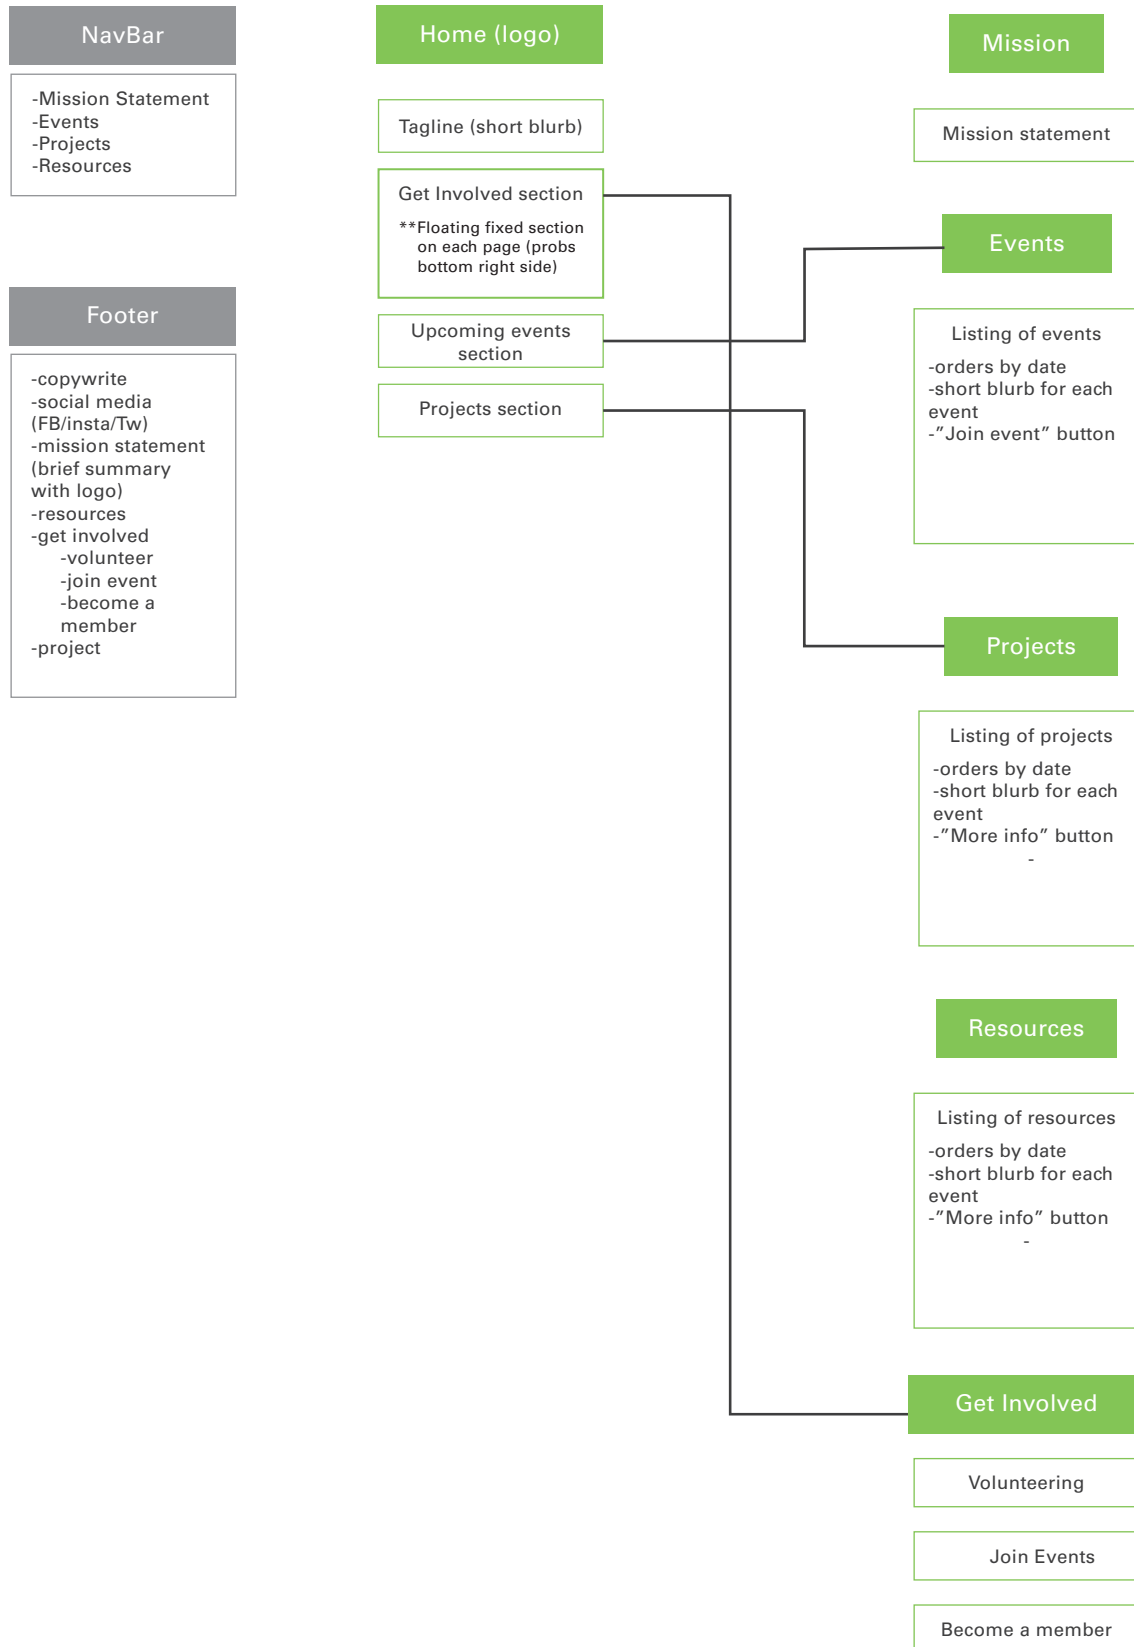 NavBar
-Mission Statement
-Events
-Projects
-Resources
Footer
-copywrite
-social media
(FB/insta/Tw)
-mission statement
(brief summary
with logo)
-resources
-get involved
-volunteer
-join event
-become a
member
-project
Home (logo)
Tagline (short blurb)
Get Involved section
**Floating fixed section
on each page (probs
bottom right side)
Upcoming events
section
Projects section
Mission
Mission statement
Events
Listing of events
-orders by date
-short blurb for each
event
-"Join event" button
Projects
Listing of projects
-orders by date
-short blurb for each
event
-"More info" button
-
Resources
Listing of resources
-orders by date
-short blurb for each
event
-"More info" button
-
Get Involved
Volunteering
Join Events
Become a member